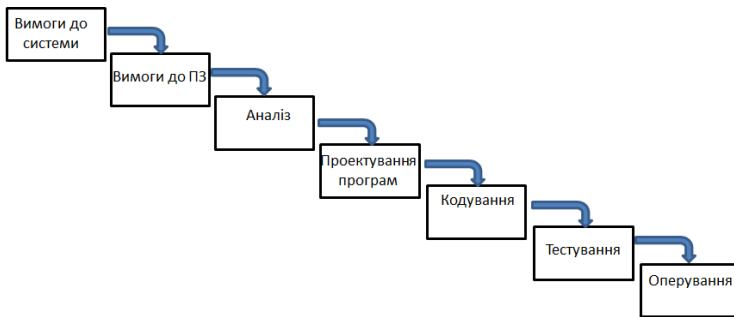 Вимоги до
системи
Вимоги до ПЗ
Аналіз
Проектування
програм
Кодування
Тестування
Оперування